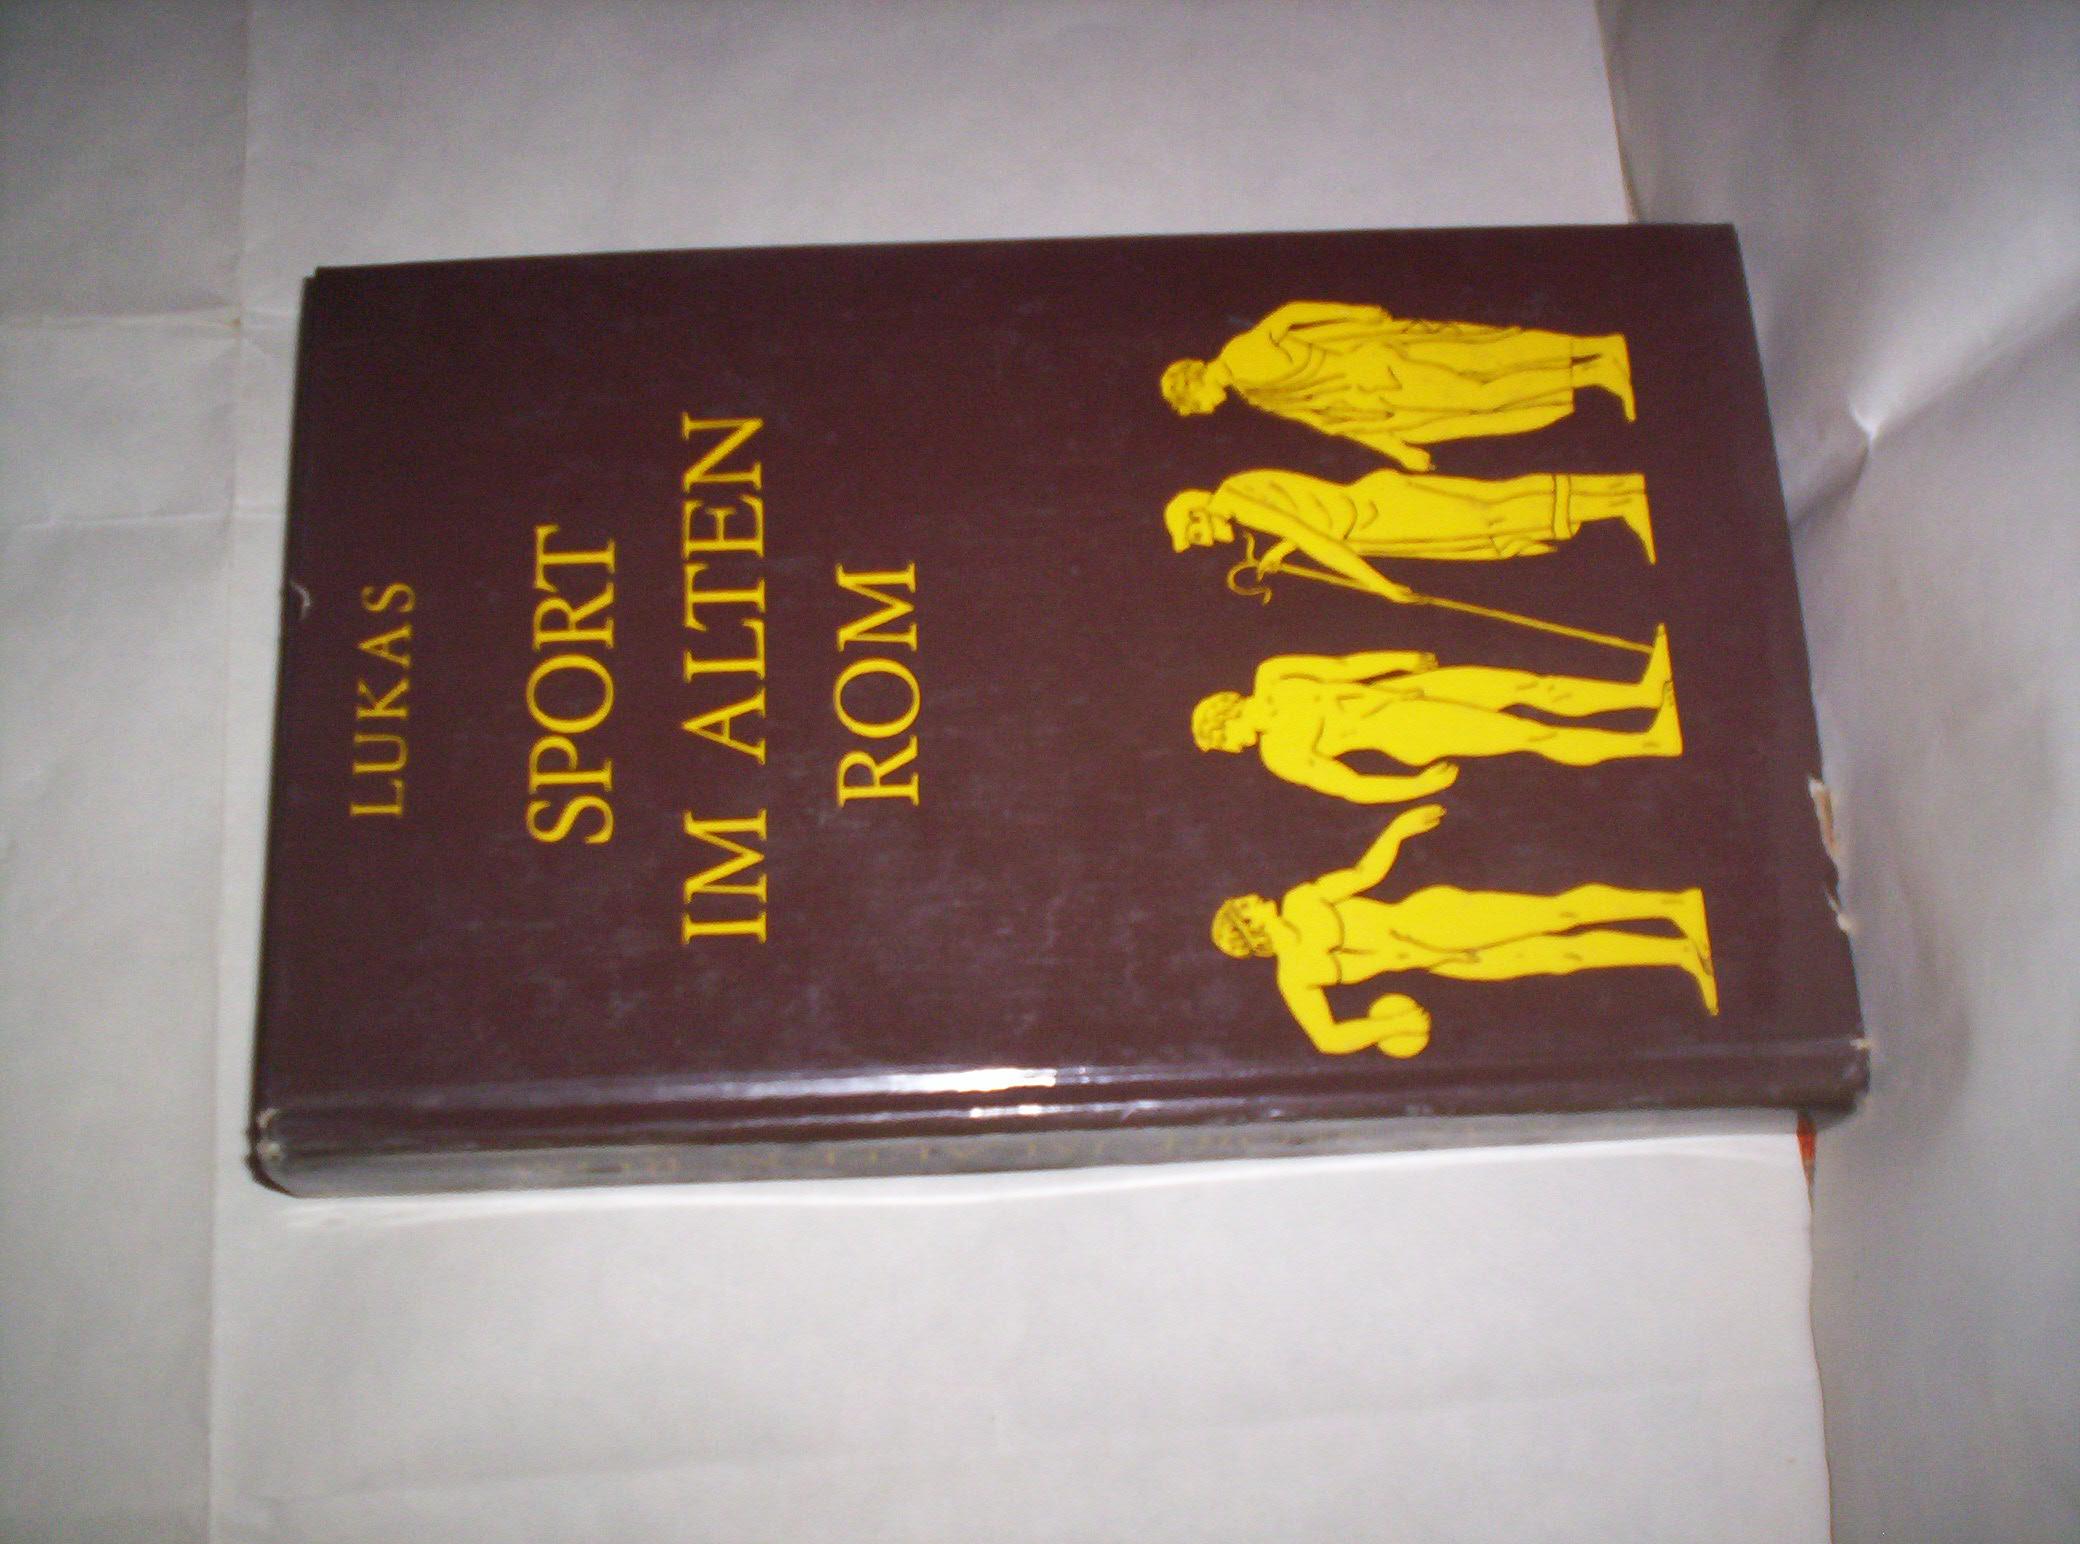 LUKAS
SPORT
IM ALTEN
ROM